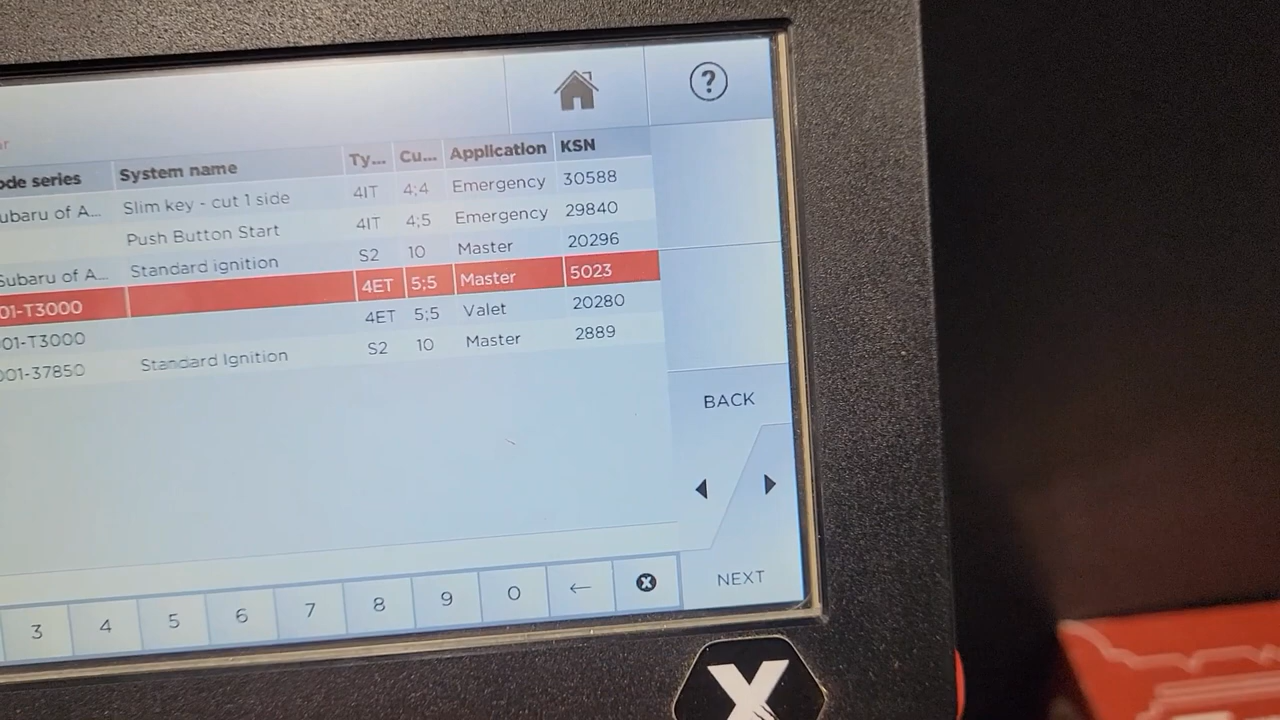 ?
ode series System name Ty... Cu... Application KSN
ubaru of A... Slim key - cut 1 side 4IT 4;4 Emergency 30588
Push Button Start 4IT 4;5 Emergency 29840
Subaru of A... Standard ignition S2 10 Master 20296
01-T3000 4ET 5;5 Master 5023
001-T3000 4ET 5;5 Valet 20280
001-37850 Standard Ignition S2 10 Master 2889
BACK
NEXT
3 4 5 6 7 8 9 0 ←
X